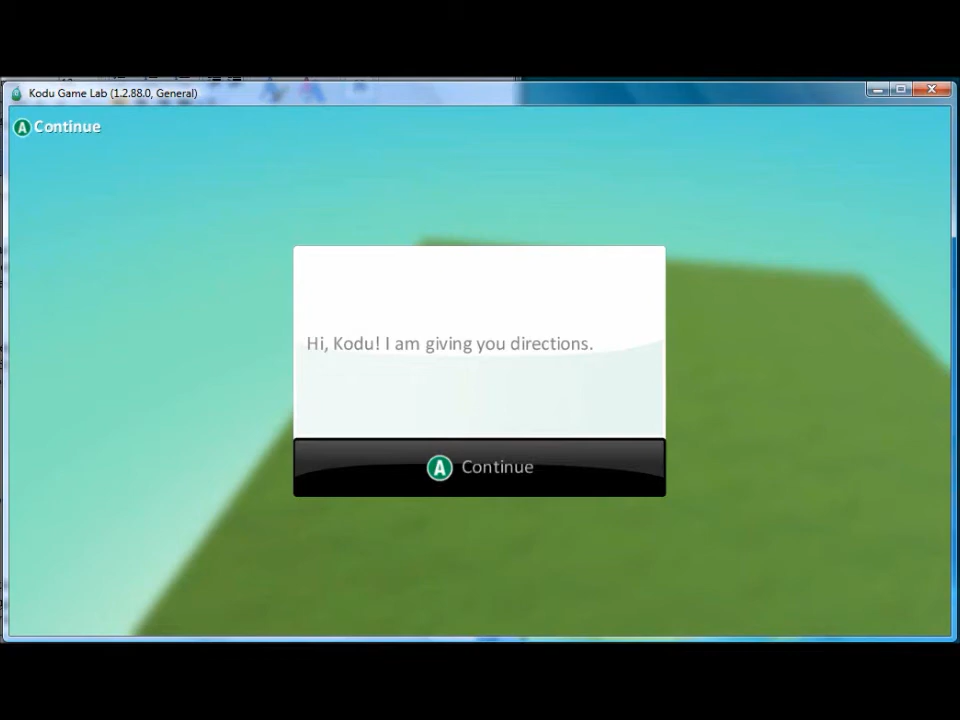 Kodu Game Lab (1.2.88.0, General)
A Continue
Hi, Kodu! I am giving you directions.
A Continue